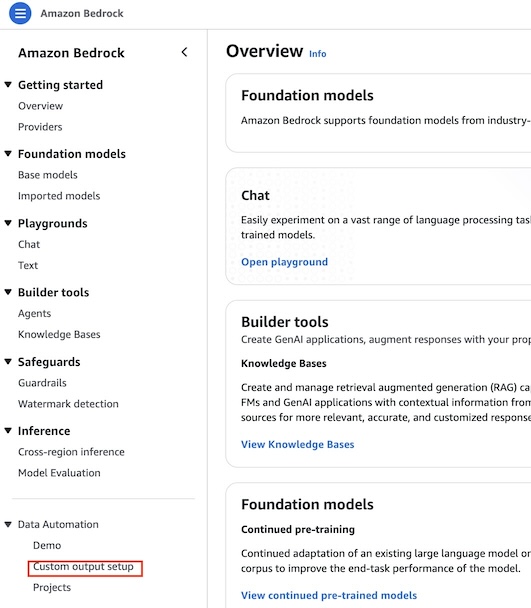 Amazon Bedrock
Amazon Bedrock
Getting started
Overview
Providers
Foundation models
Base models
Imported models
Playgrounds
Chat
Text
Builder tools
Agents
Knowledge Bases
Safeguards
Guardrails
Watermark detection
Inference
Cross-region inference
Model Evaluation
Data Automation
Demo
Custom output setup
Projects
Overview Info
Foundation models
Amazon Bedrock supports foundation models from industry-
Chat
Easily experiment on a vast range of language processing tas
trained models.
Open playground
Builder tools
Create GenAI applications, augment responses with your prop
Knowledge Bases
Create and manage retrieval augmented generation (RAG) ca
FMs and GenAI applications with contextual information from
sources for more relevant, accurate, and customized response
View Knowledge Bases
Foundation models
Continued pre-training
Continued adaptation of an existing large language model or
corpus to improve the end-task performance of the model.
View continued pre-trained models